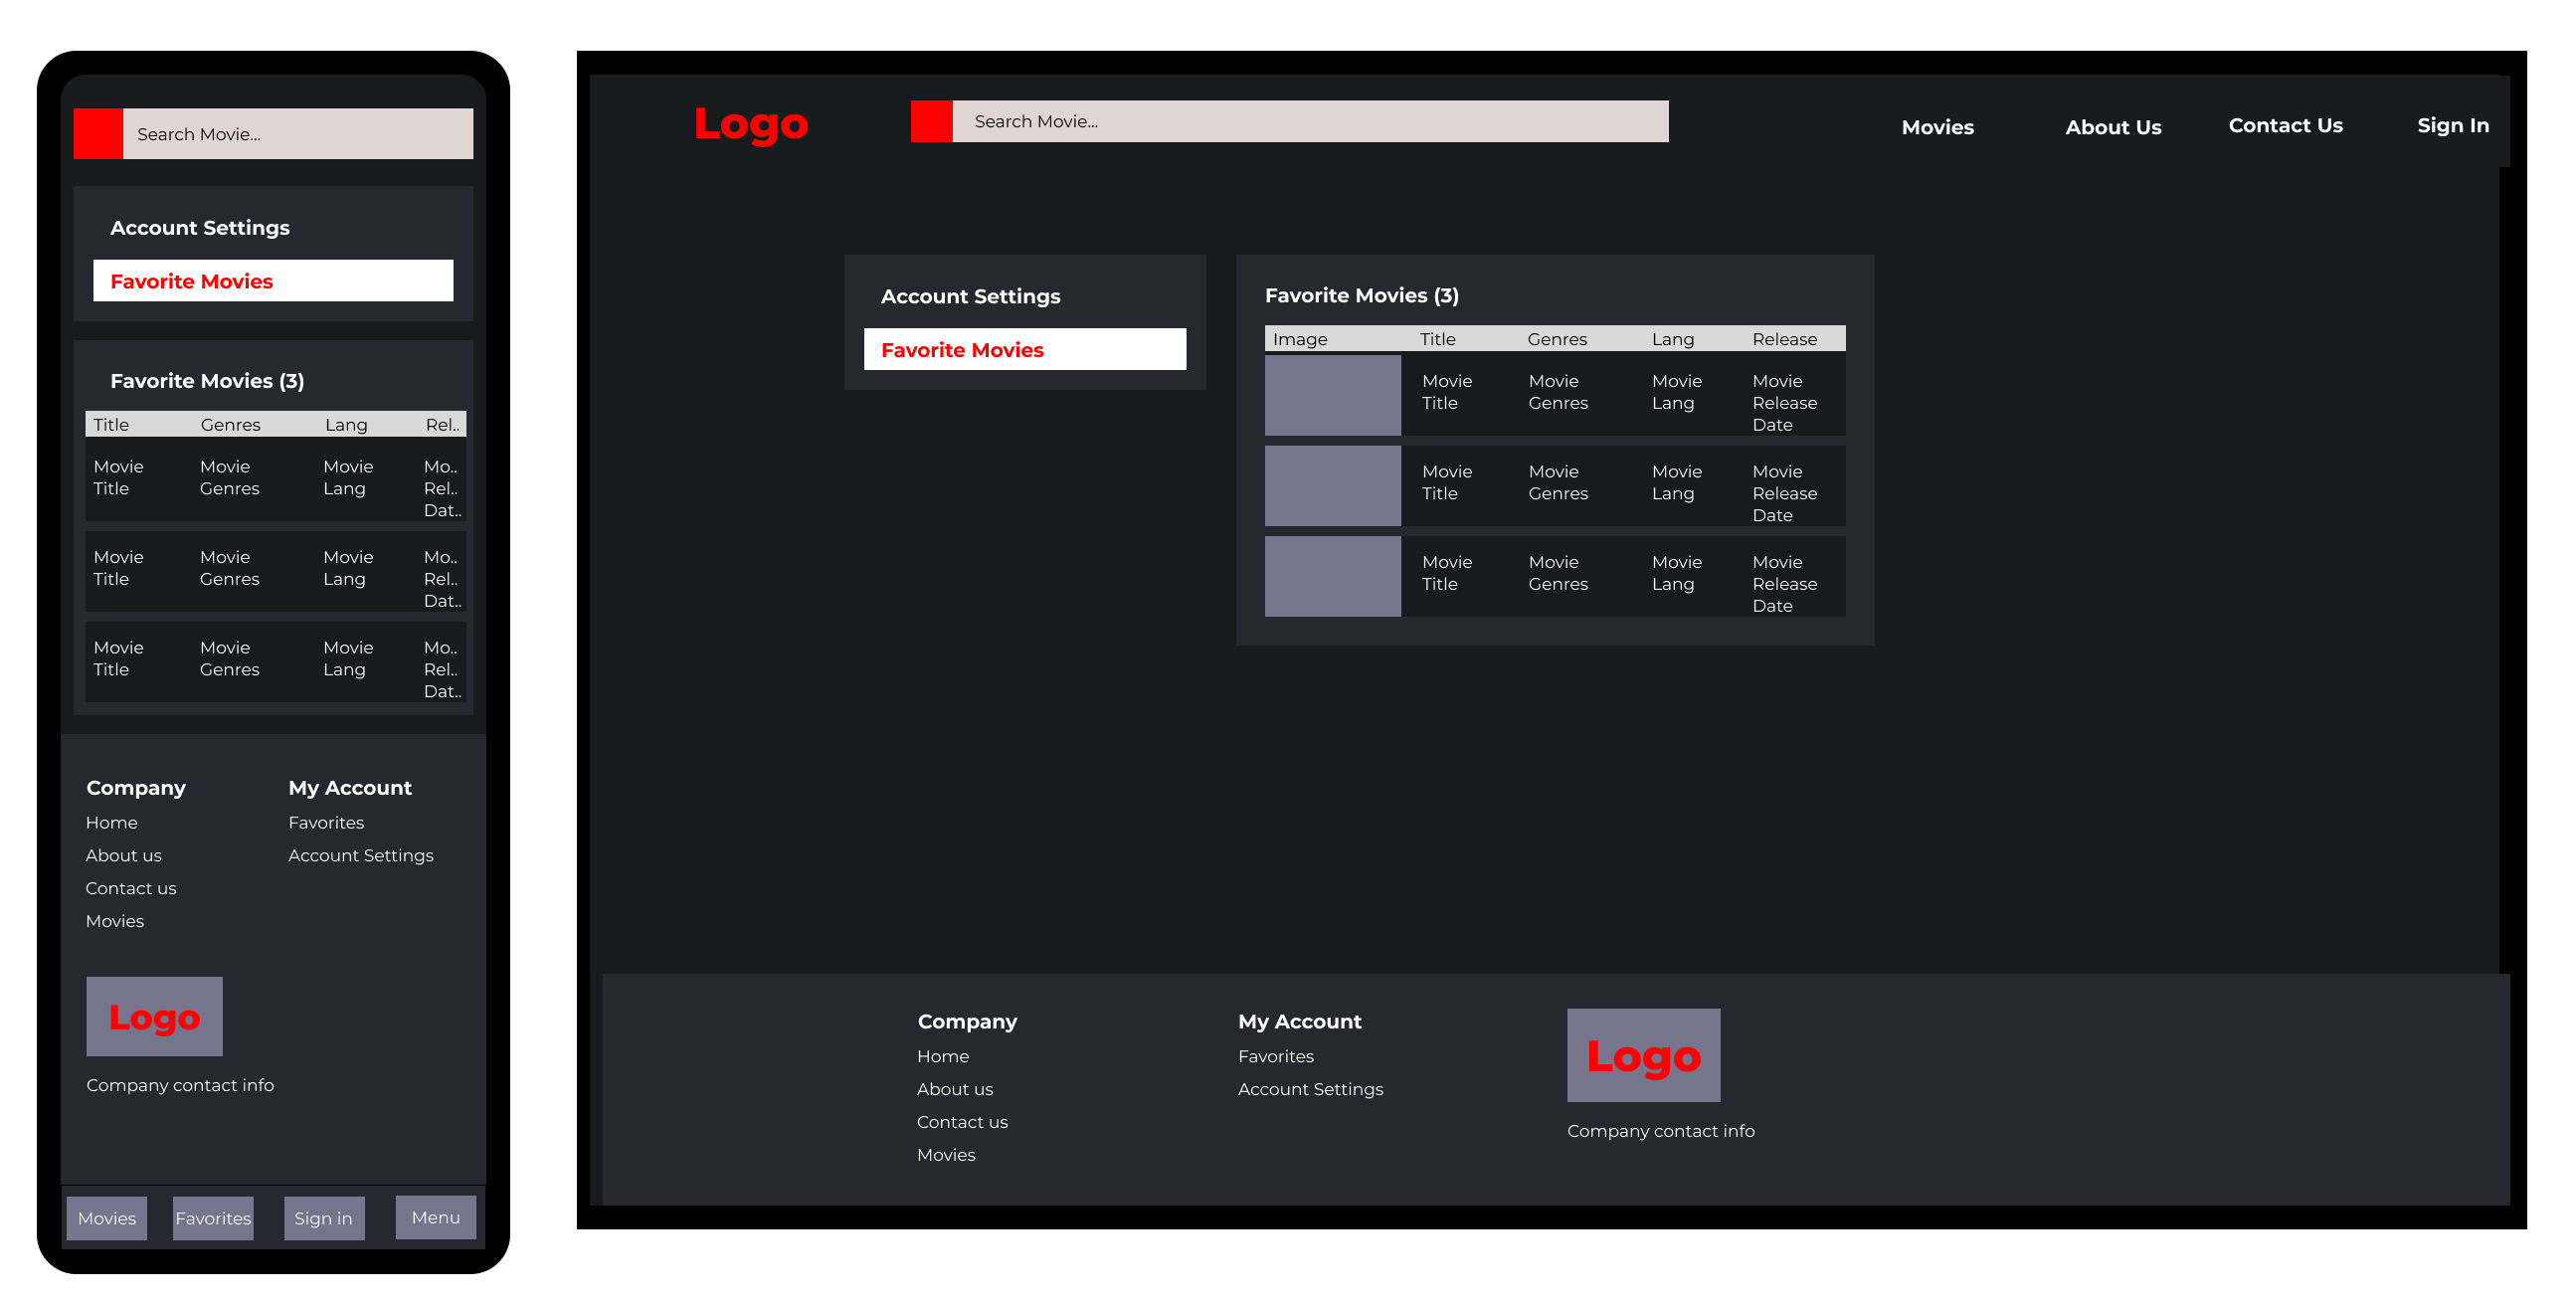 Search Movie...
Account Settings
Favorite Movies
Favorite Movies (3)
Title Genres Lang Rel..
Movie Movie Movie Mo..
Title Genres Lang Rel..
Dat..
Movie Movie Movie Mo..
Title Genres Lang Rel..
Dat..
Movie Movie Movie Mo..
Title Genres Lang Rel..
Dat..
Company My Account
Home Favorites
About us Account Settings
Contact us
Movies
Logo
Company contact info
Movies Favorites Sign in Menu
Logo Search Movie... Movies About Us Contact Us Sign In
Account Settings
Favorite Movies
Favorite Movies (3)
Image Title Genres Lang Release
Movie Movie Movie Movie
Title Genres Lang Release
Date
Movie Movie Movie Movie
Title Genres Lang Release
Date
Movie Movie Movie Movie
Title Genres Lang Release
Date
Company My Account
Home Favorites
About us Account Settings
Contact us
Movies
Logo
Company contact info